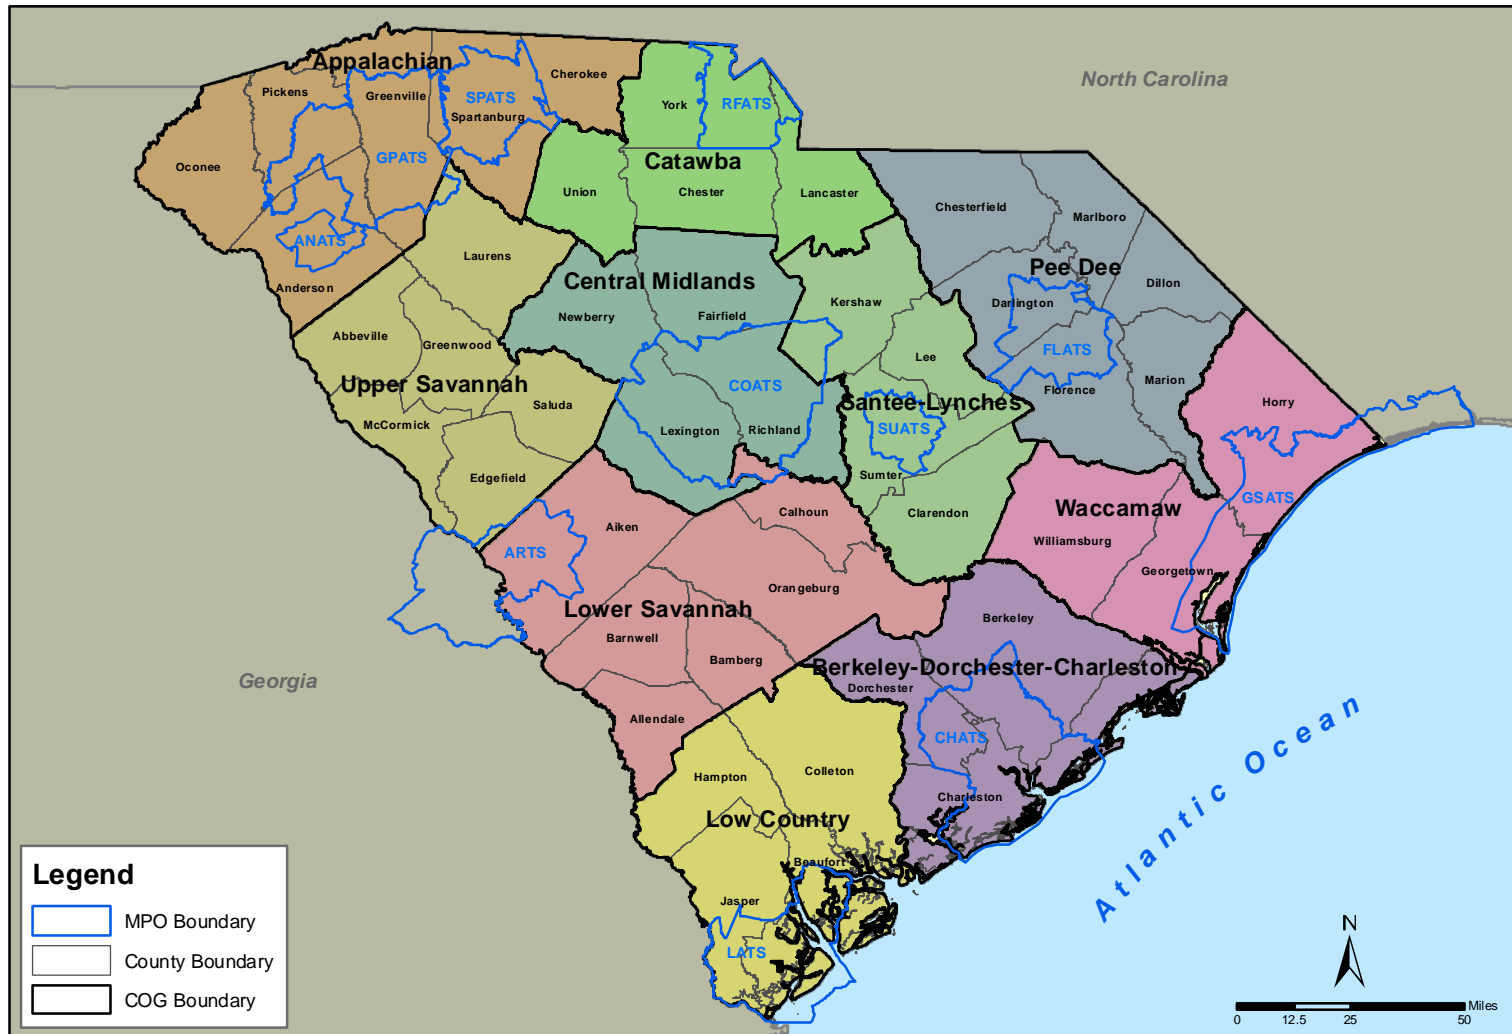 Appalachian
Cherokee
Pickens
Greenville
SPATS
Spartanburg
York
RFATS
North Carolina
Oconee
GPATS
Catawba
Union
Chester
Lancaster
Chesterfield
Marlboro
ANATS
Laurens
Pee Dee
Anderson
Central Midlands
Kershaw
Darlington
Dillon
Abbeville
Newberry
Fairfield
Greenwood
Lee
FLATS
Upper Savannah
COATS
Florence
Marion
Saluda
Santee-Lynches
Horry
McCormick
Lexington
Richland
SUATS
Edgefield
Sumter
GSATS
Calhoun
Clarendon
Waccamaw
Aiken
Williamsburg
ARTS
Georgetown
Orangeburg
Lower Savannah
Berkeley
Barnwell
Bamberg
Berkeley-Dorchester-Charleston
Georgia
Dorchester
Allendale
CHATS
Hampton
Colleton
Charleston
Low Country
Atlantic Ocean
Beaufort
Jasper
LATS
Legend
MPO Boundary
County Boundary
COG Boundary
N
Miles
0 12.5 25 50